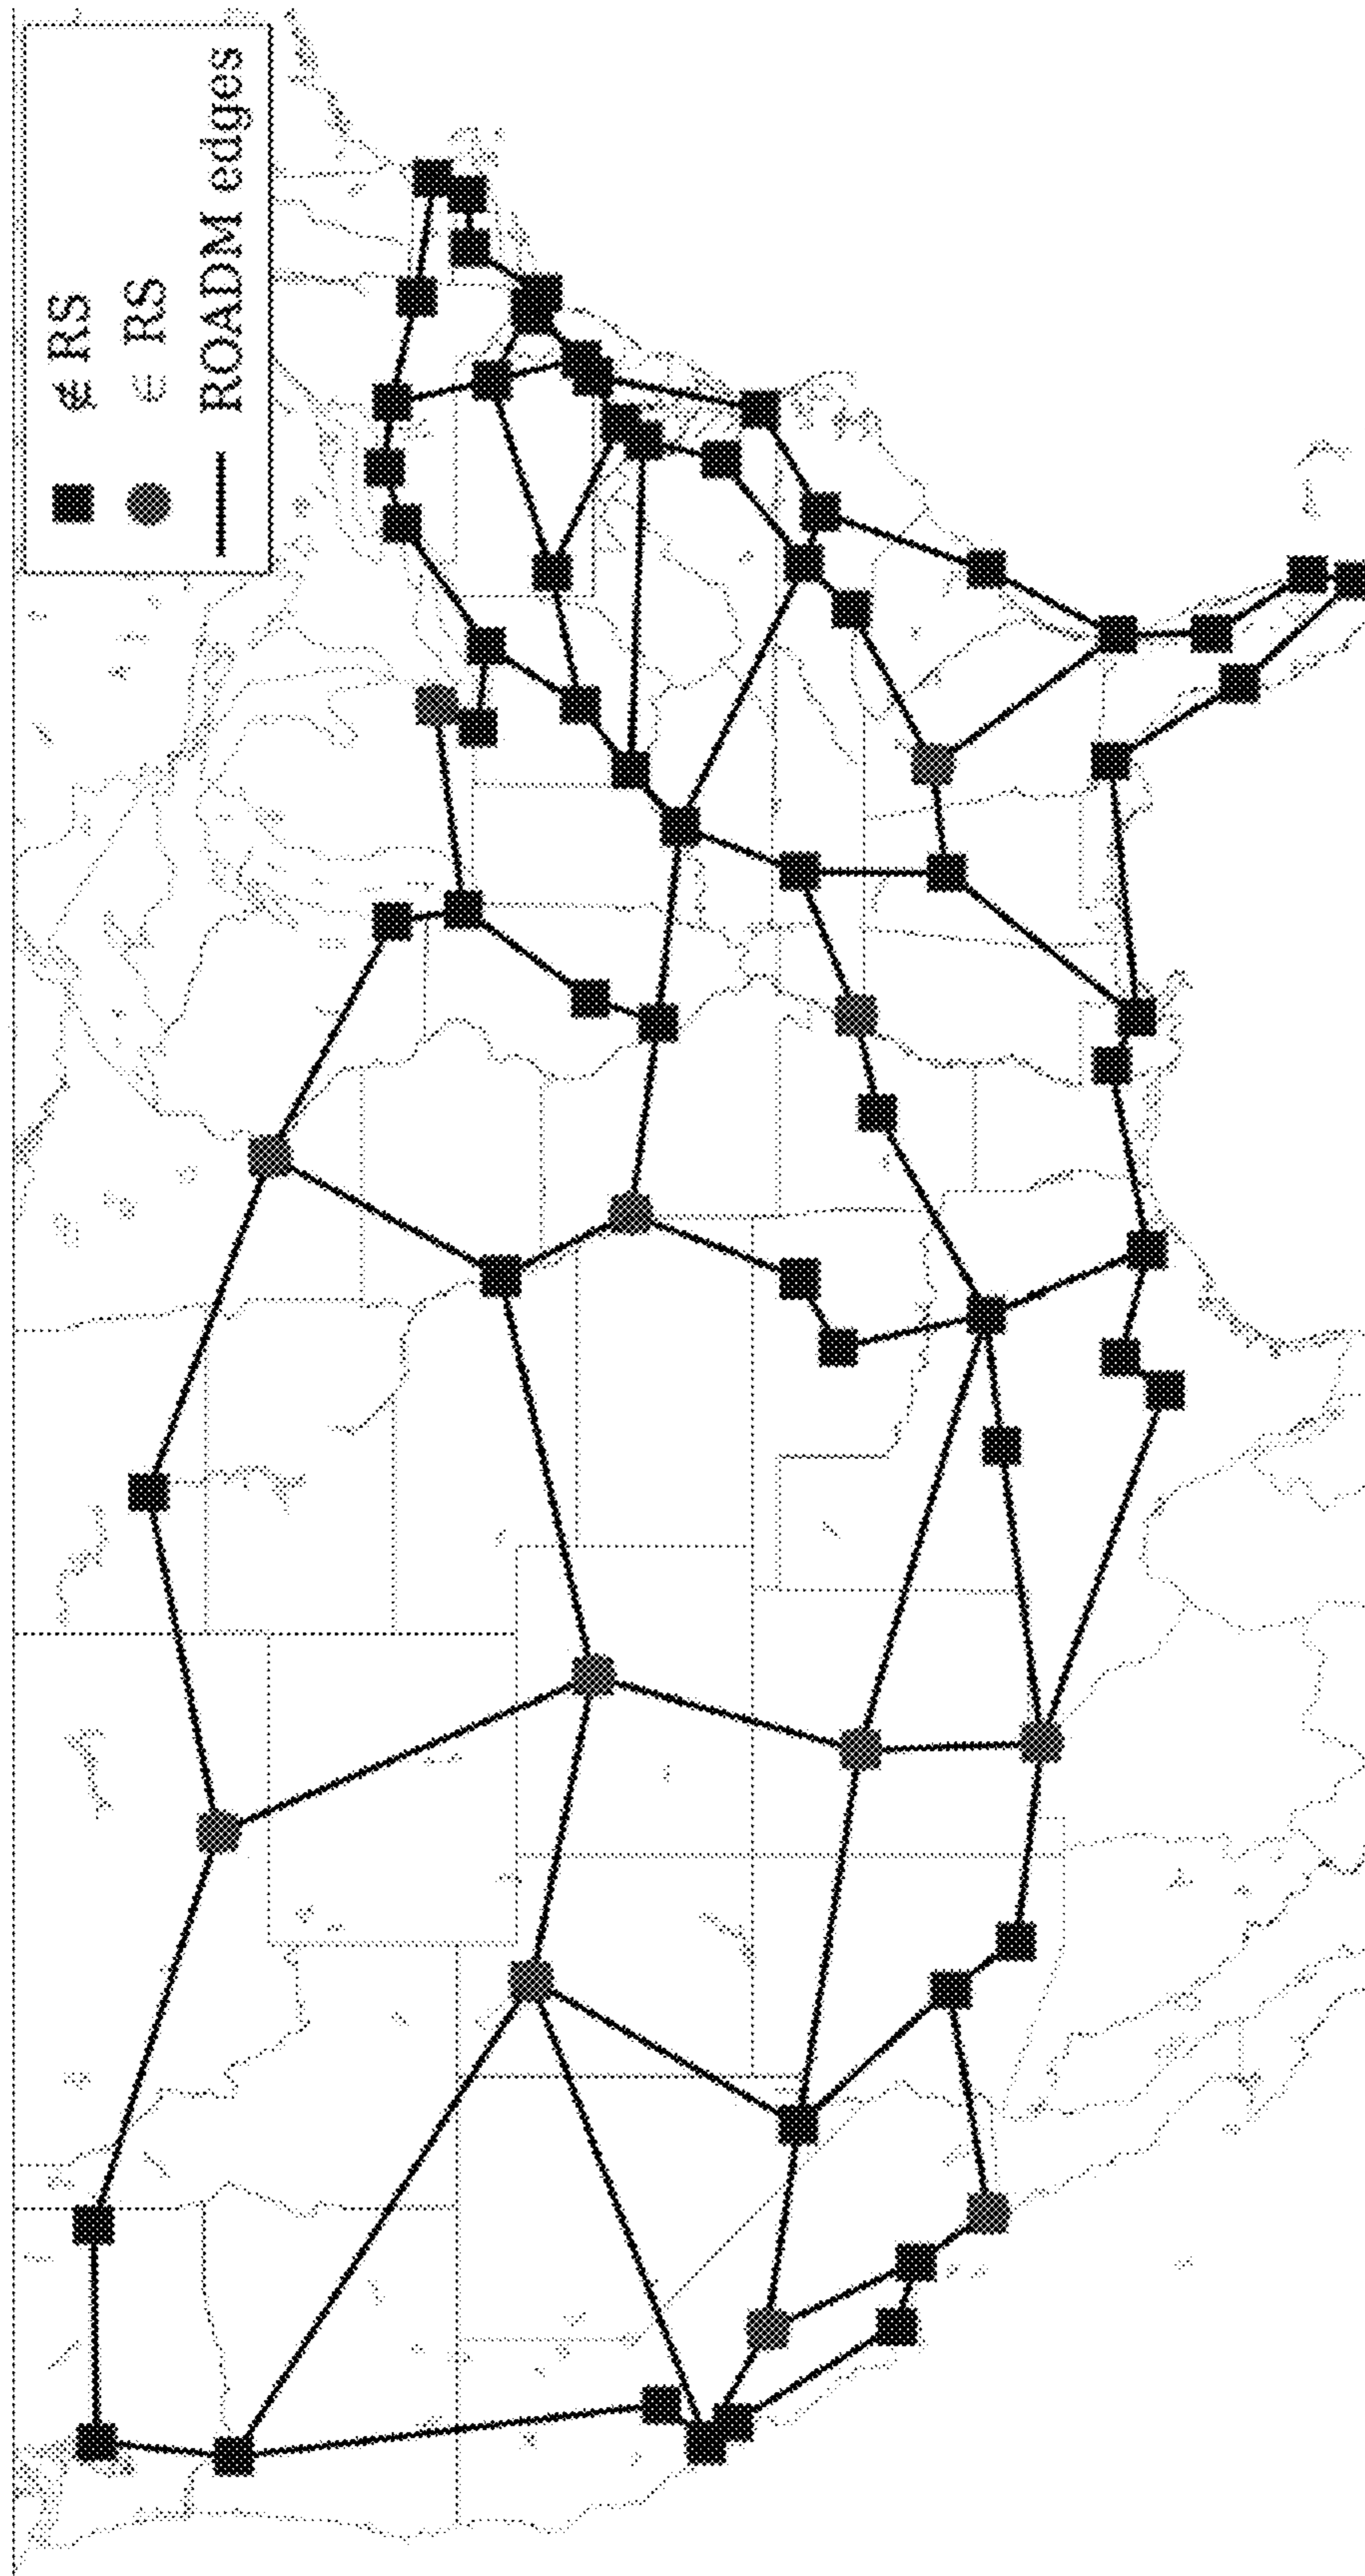 ∉ RS
∈ RS
ROADM edges